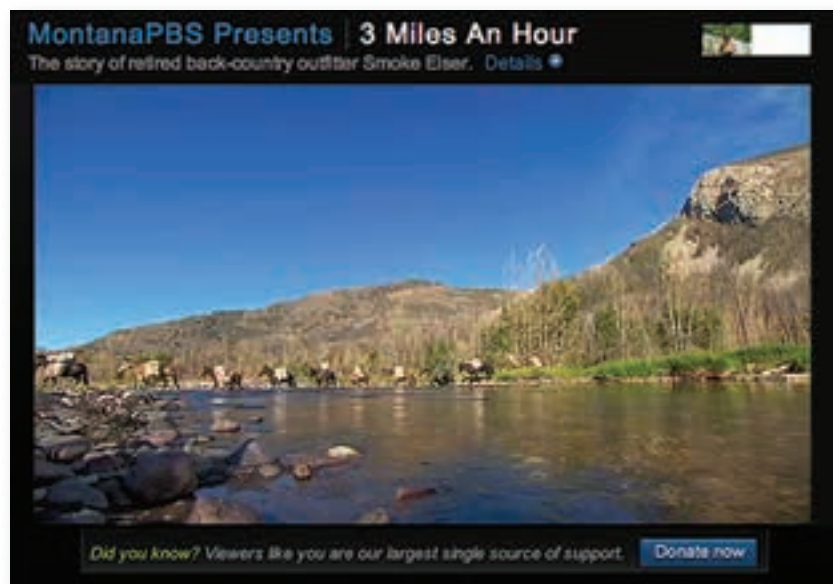 MontanaPBS Presents | 3 Miles An Hour
The story of retired back-country outfitter Smoke Elser. Details
Did you know? Viewers like you are our largest single source of support. Donate now